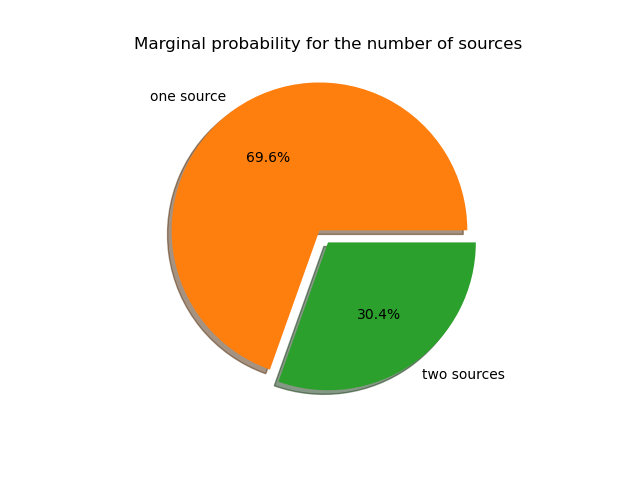 Marginal probability for the number of sources
one source
69.6%
30.4%
two sources